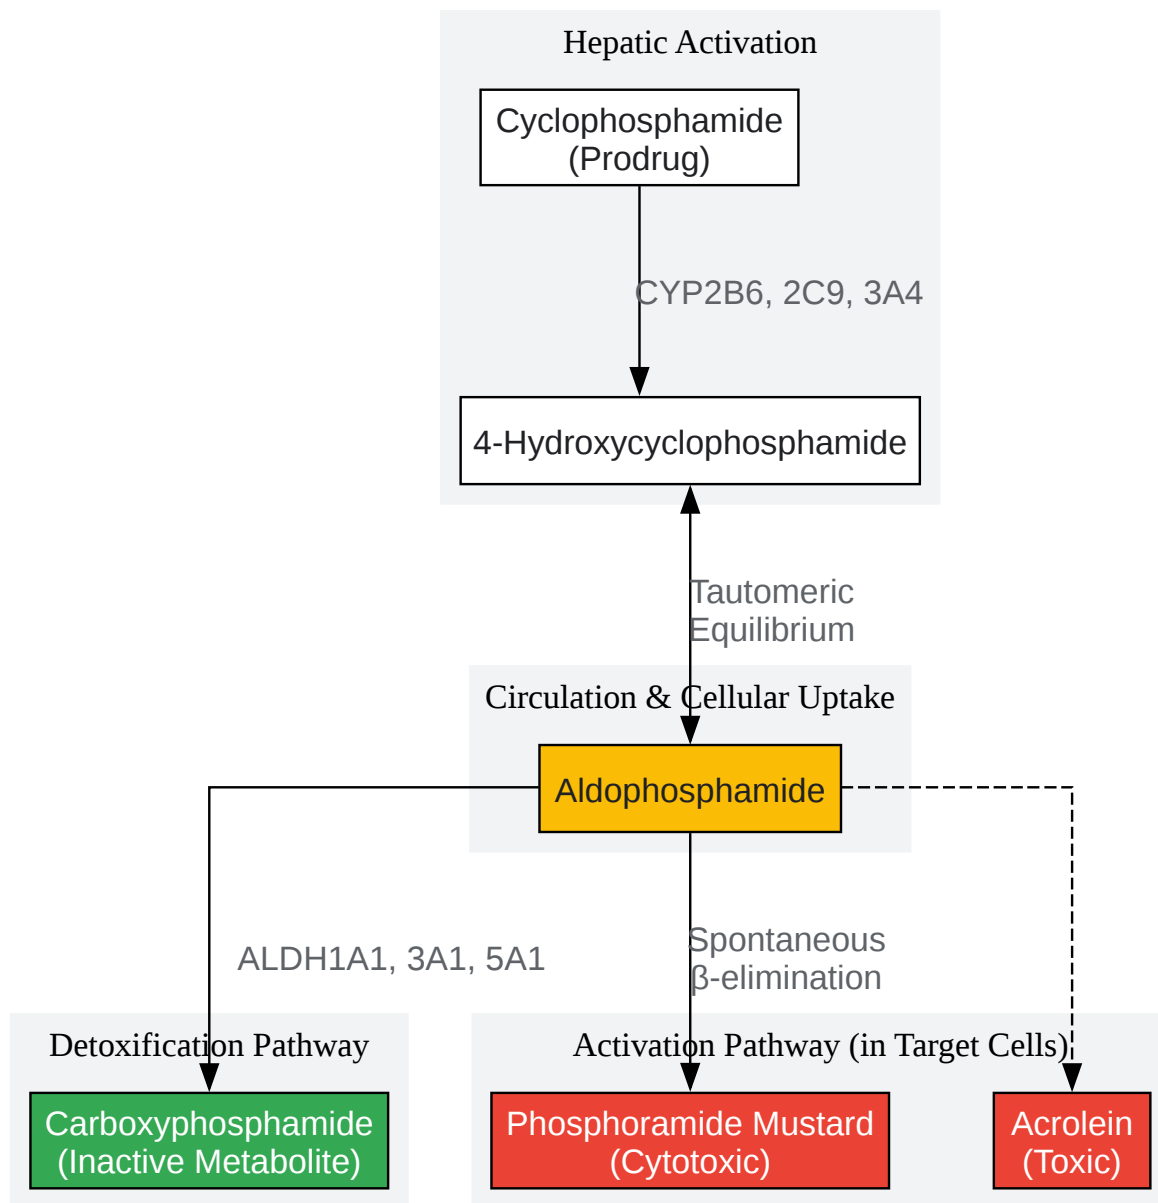 Hepatic Activation
Cyclophosphamide
(Prodrug)
CYP2B6, 2C9, 3A4
4-Hydroxycyclophosphamide
Tautomeric
Equilibrium
Circulation & Cellular Uptake
Aldophosphamide
ALDH1A1, 3A1, 5A1
Spontaneous
β-elimination
Detoxification Pathway
Carboxyphosphamide
(Inactive Metabolite)
Activation Pathway (in Target Cells)
Phosphoramide Mustard
(Cytotoxic)
Acrolein
(Toxic)